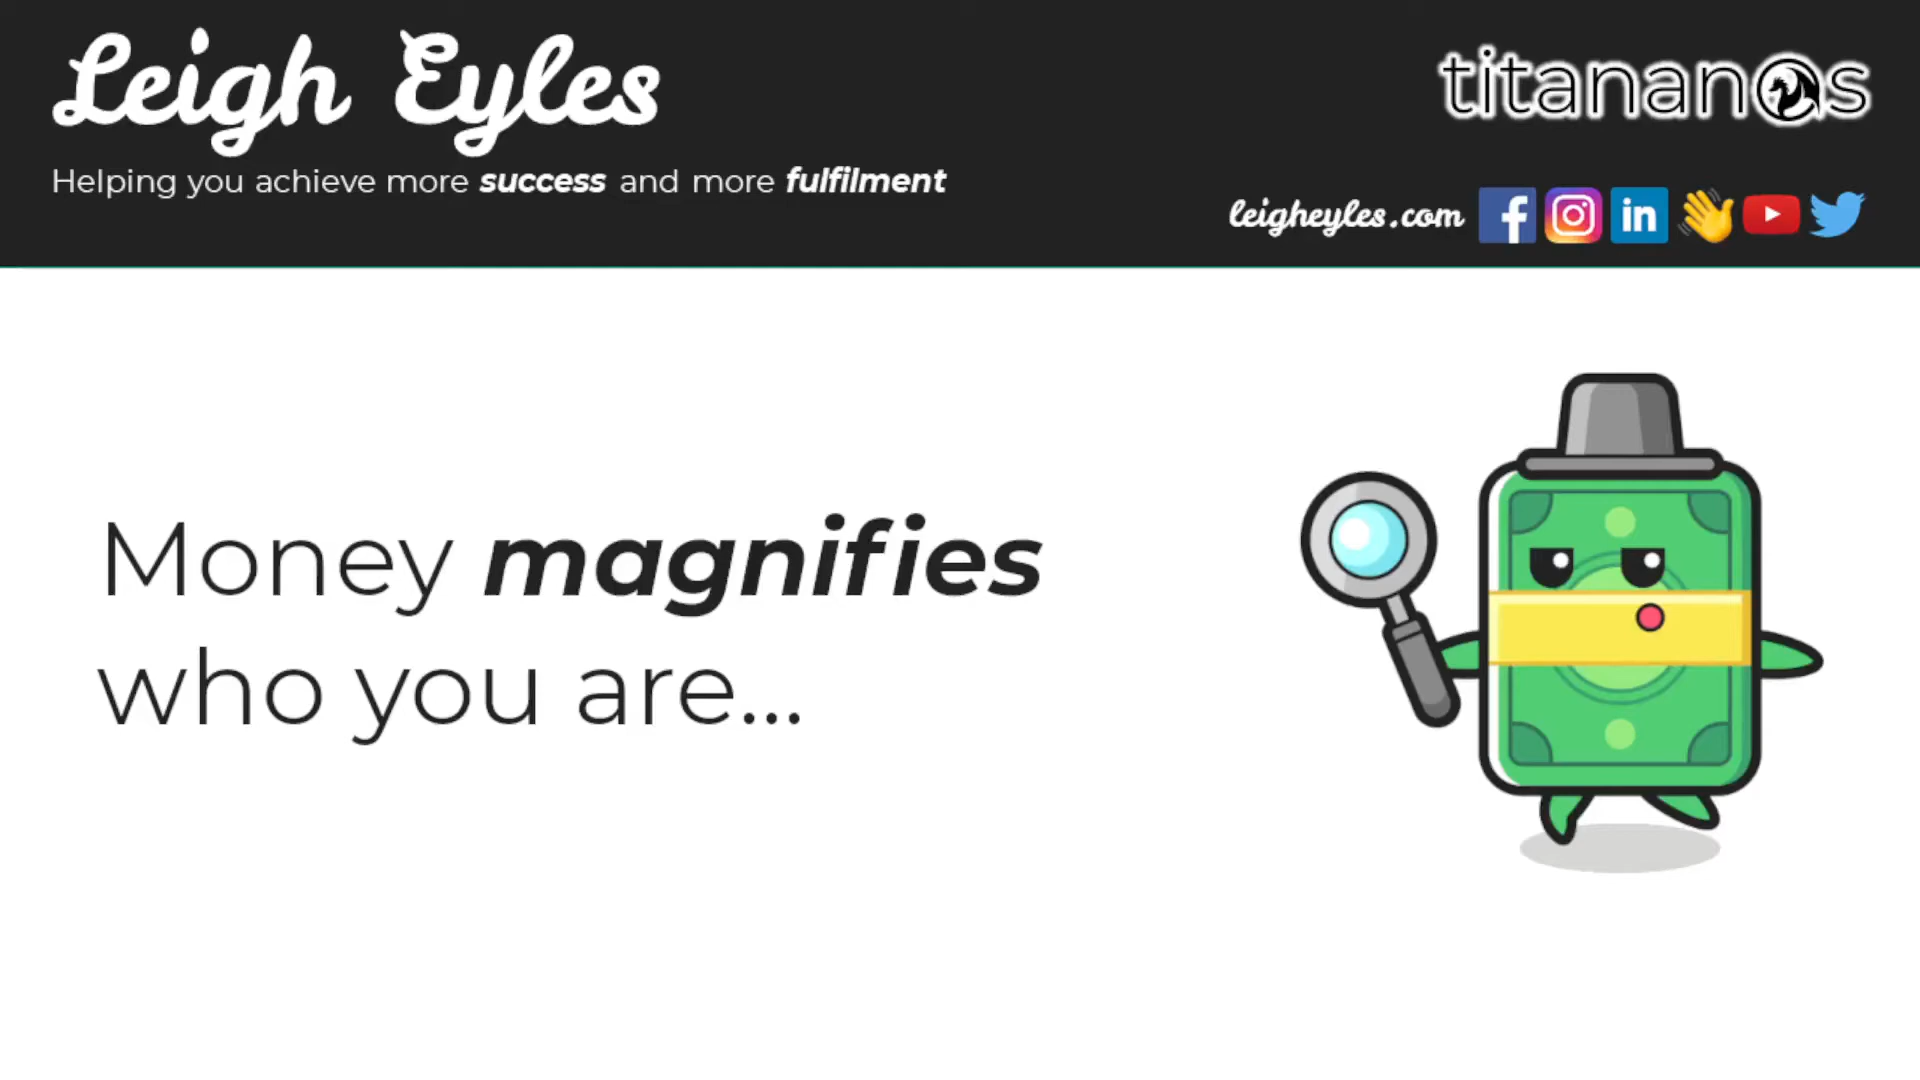 Leigh Eyles
titananos
Helping you achieve more success and more fulfilment
leigheyles.com
Money magnifies
who you are...